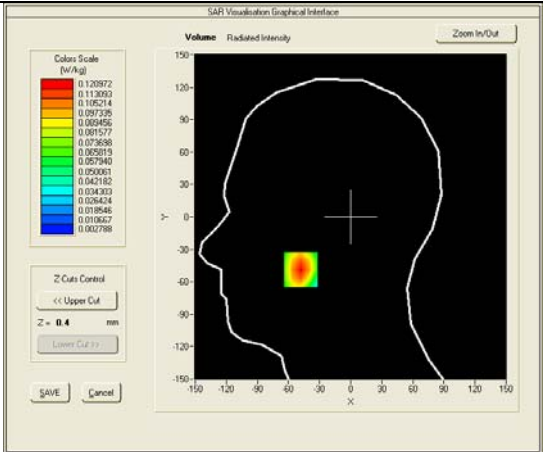 SAR Visualisation Graphical Interface
Volume Radiated Intensity
Zoom In/Out
Colors Scale
(W/kg)
0.120972
0.113093
0.105214
0.097335
0.089456
0.081577
0.073698
0.065819
0.057940
0.050061
0.042182
0.034303
0.026424
0.018546
0.010667
0.002788
Z-Cuts Control
<< Upper Cut
Z = 0.4 mm
Lower Cut >>
SAVE Cancel
150
120
90
60
30
0
-30
-60
-90
-120
-150
Y
-150 -120 -90 -60 -30 0 30 60 90 120 150
X